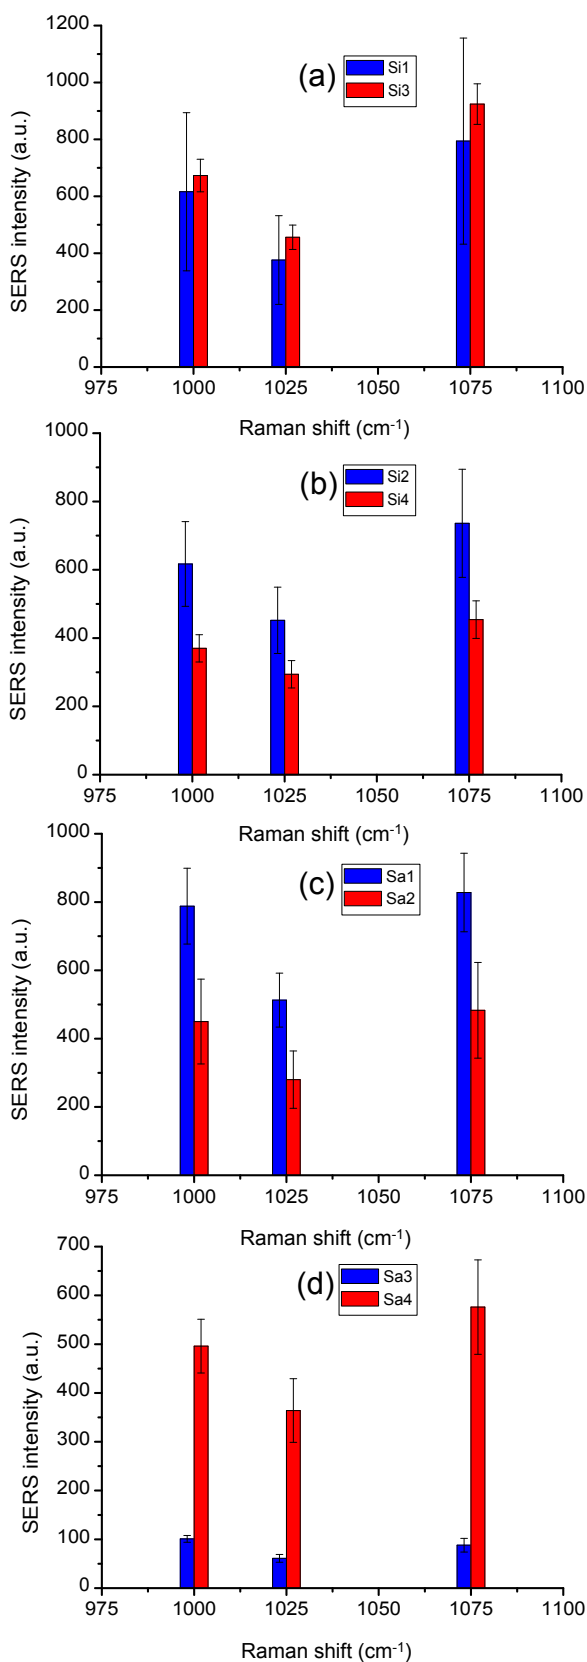 1200
1000
800
600
400
200
0
SERS intensity (a.u.)
(a)
Si1
Si3
975 1000 1025 1050 1075 1100
Raman shift (cm-1)
1000
800
600
400
200
0
SERS intensity (a.u.)
(b)
Si2
Si4
975 1000 1025 1050 1075 1100
Raman shift (cm-1)
1000
800
600
400
200
0
SERS intensity (a.u.)
(c)
Sa1
Sa2
975 1000 1025 1050 1075 1100
Raman shift (cm-1)
700
600
500
400
300
200
100
0
SERS intensity (a.u.)
(d)
Sa3
Sa4
975 1000 1025 1050 1075 1100
Raman shift (cm-1)